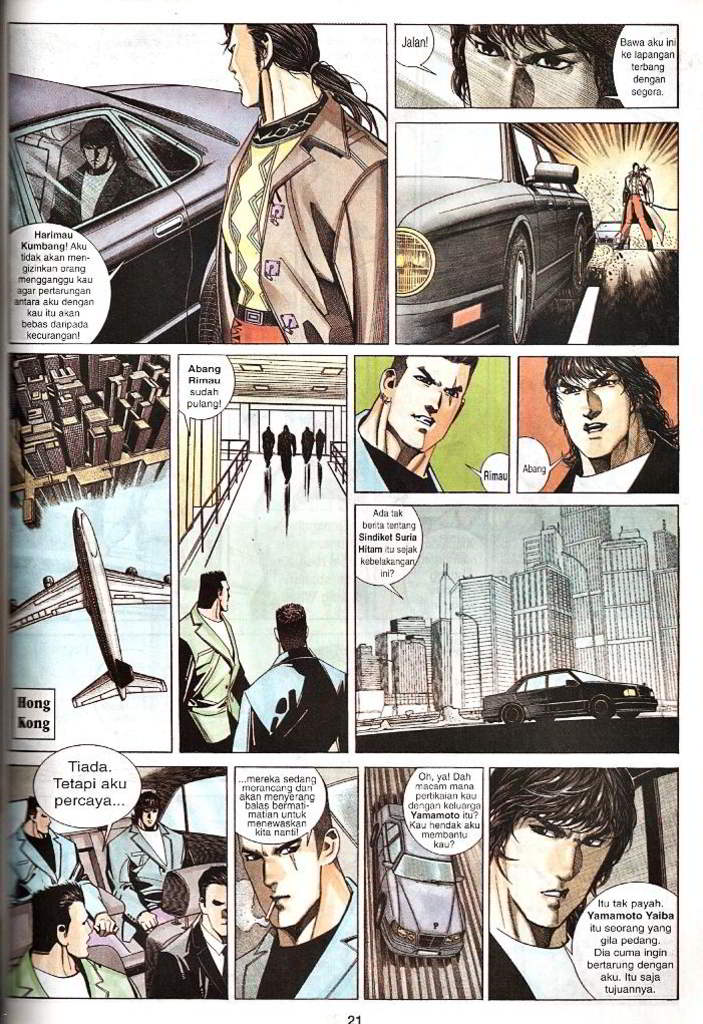 Harimau
Kumbang! Aku
tidak akan men-
gizinkan orang
mengganggu kau
agar pertarungan
antara aku dengan
kau itu akan
bebas daripada
kecurangan!
Jalan!
Bawa aku ini
ke lapangan
terbang
dengan
segera.
Hong
Kong
Abang
Rimau
sudah
pulang!
Rimau
Abang
Ada tak
berita tentang
Sindiket Suria
Hitam itu sejak
kebelakangan
ini?
Tiada.
Tetapi aku
percaya...
...mereka sedang
merancang dan
akan menyerang
balas bermati-
matian untuk
menewaskan
kita nanti!
Oh, ya! Dah
macam mana
pertikaian kau
dengan keluarga
Yamamoto itu?
Kau hendak aku
membantu
kau?
Itu tak payah.
Yamamoto Yaiba
itu seorang yang
gila pedang.
Dia cuma ingin
bertarung dengan
aku. Itu saja
tujuannya.
21